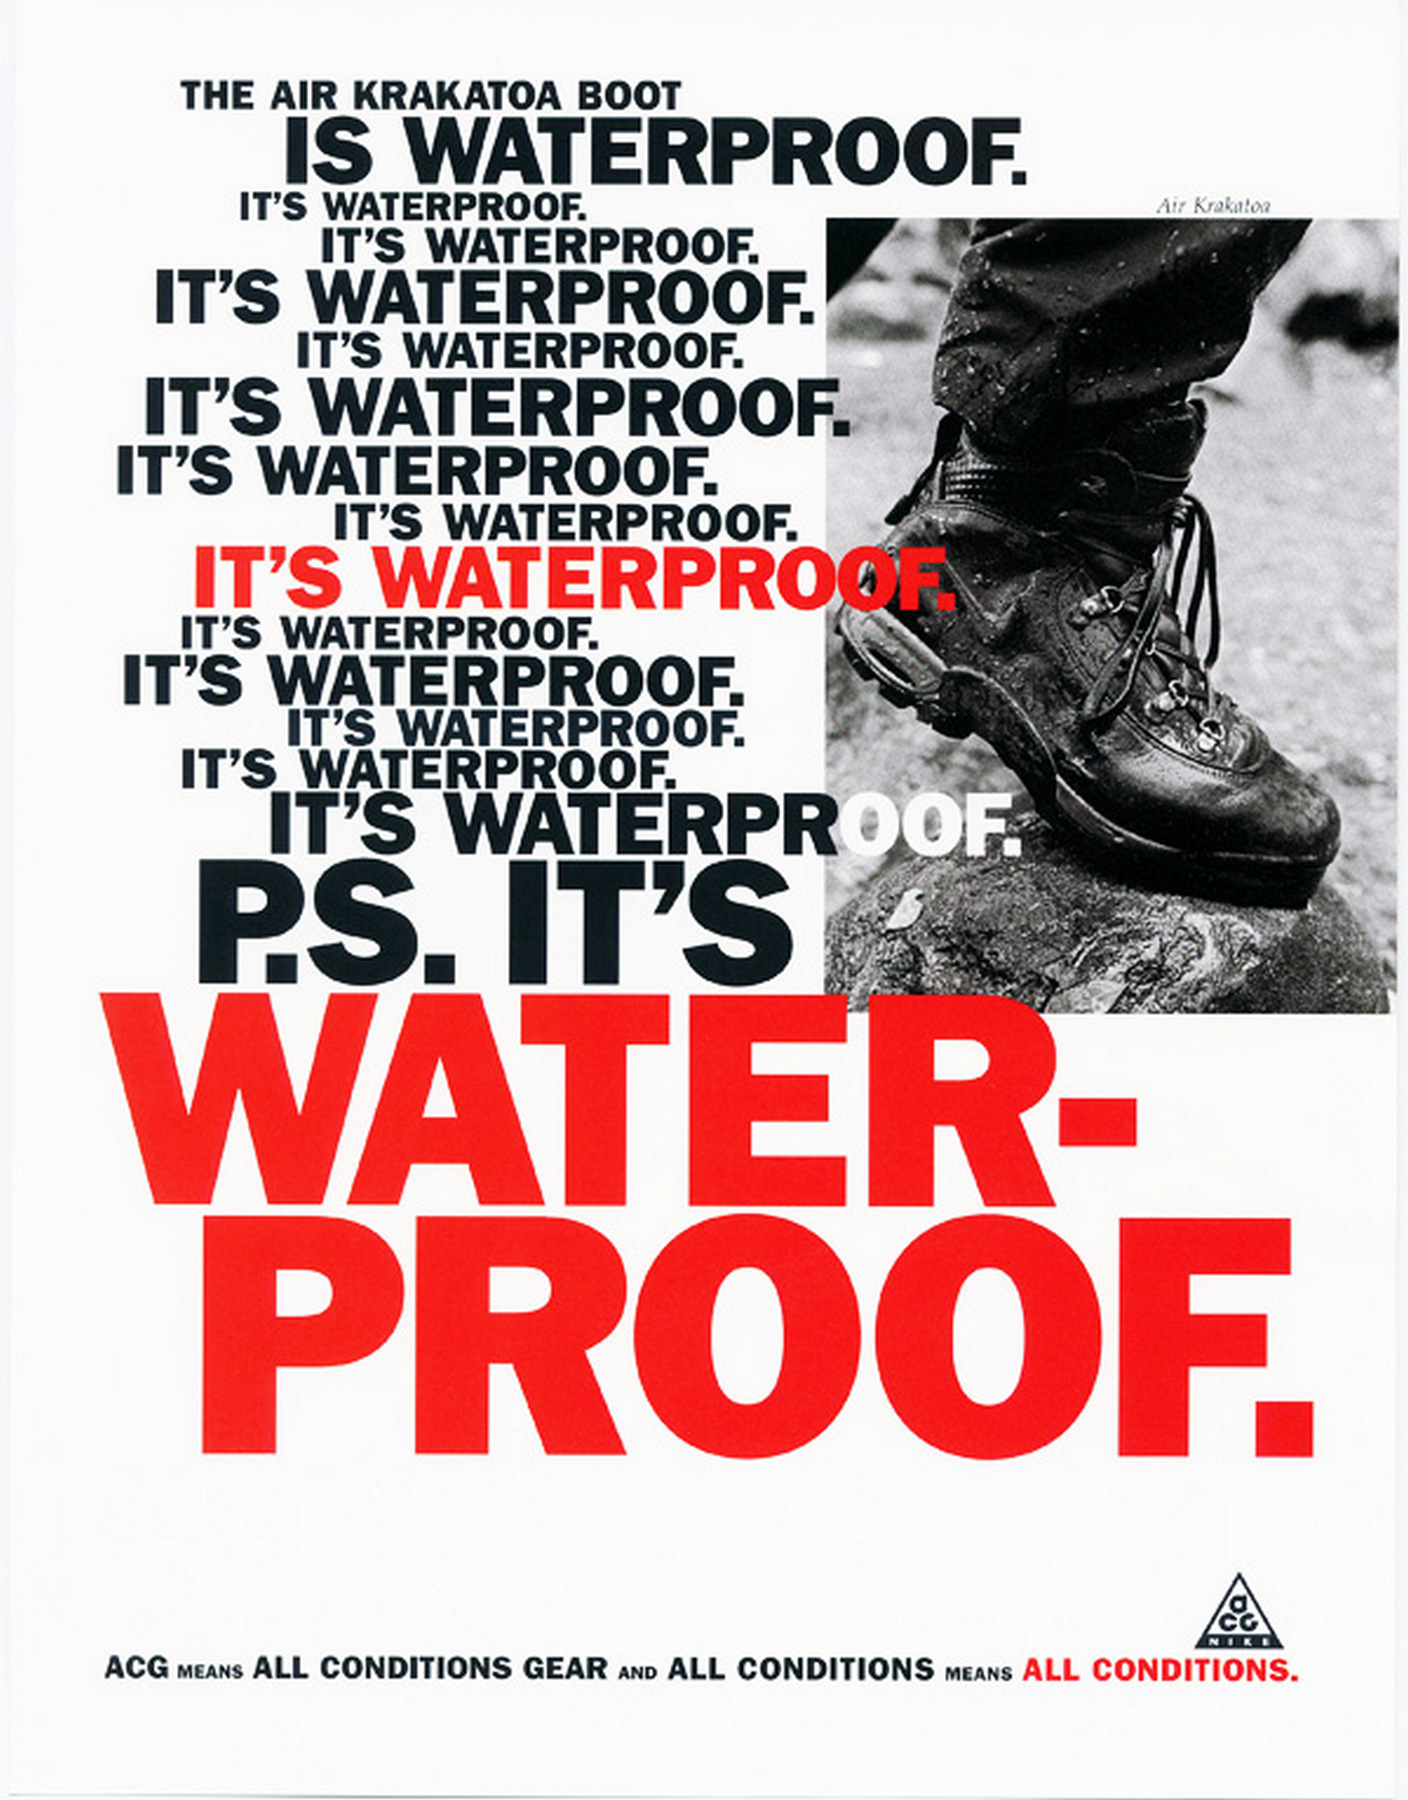 THE AIR KRAKATOA BOOT
IS WATERPROOF.
IT'S WATERPROOF.
Air Krakatoa
IT'S WATERPROOF.
IT'S WATERPROOF.
IT'S WATERPROOF.
IT'S WATERPROOF.
IT'S WATERPROOF.
IT'S WATERPROOF.
IT'S WATERPROOF.
IT'S WATERPROOF.
IT'S WATERPROOF.
IT'S WATERPROOF.
IT'S WATERPROOF.
IT'S WATERPROOF.
P.S. IT'S
WATER-
PROOF.
acG
NIKE
ACG MEANS ALL CONDITIONS GEAR AND ALL CONDITIONS MEANS ALL CONDITIONS.